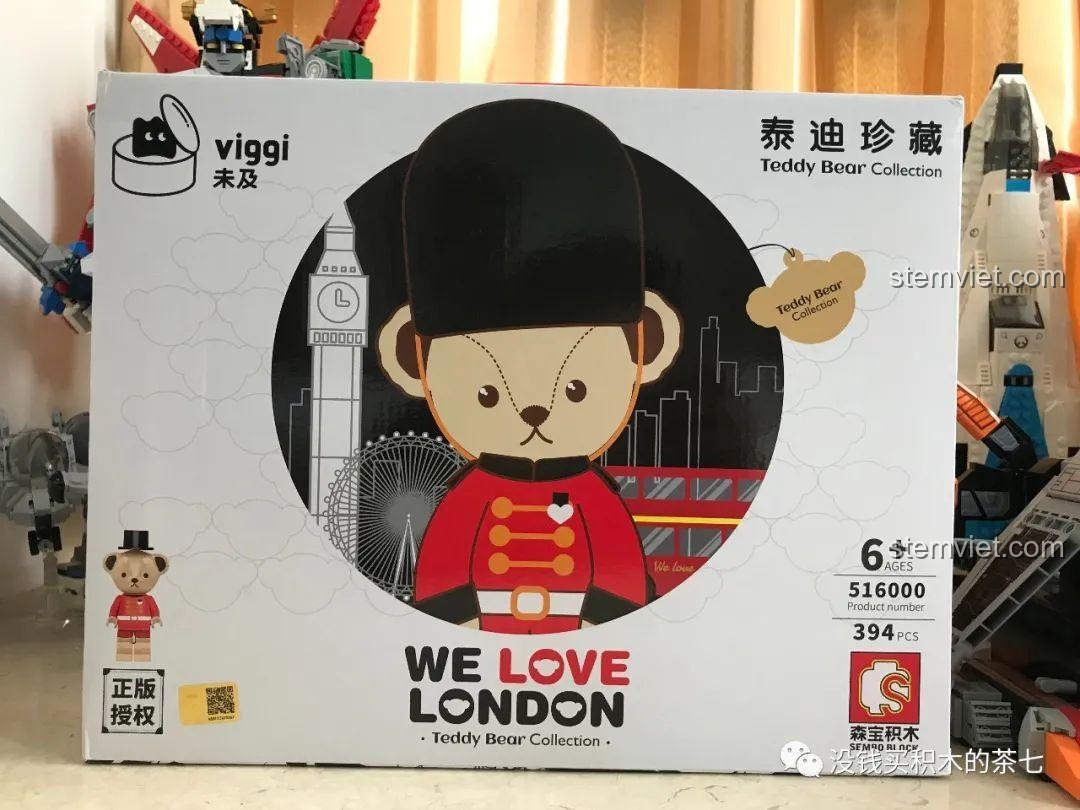 viggi
未及
泰迪珍藏
Teddy Bear Collection
Teddy Bear
Collection
stemviet.com
We love
6+
AGES
stemviet.com
516000
Product number
394 PCS
WE LOVE
LONDON
· Teddy Bear Collection ·
正版
授权
S
森宝积木
SEMBO BLOCK
没钱买积木的茶七